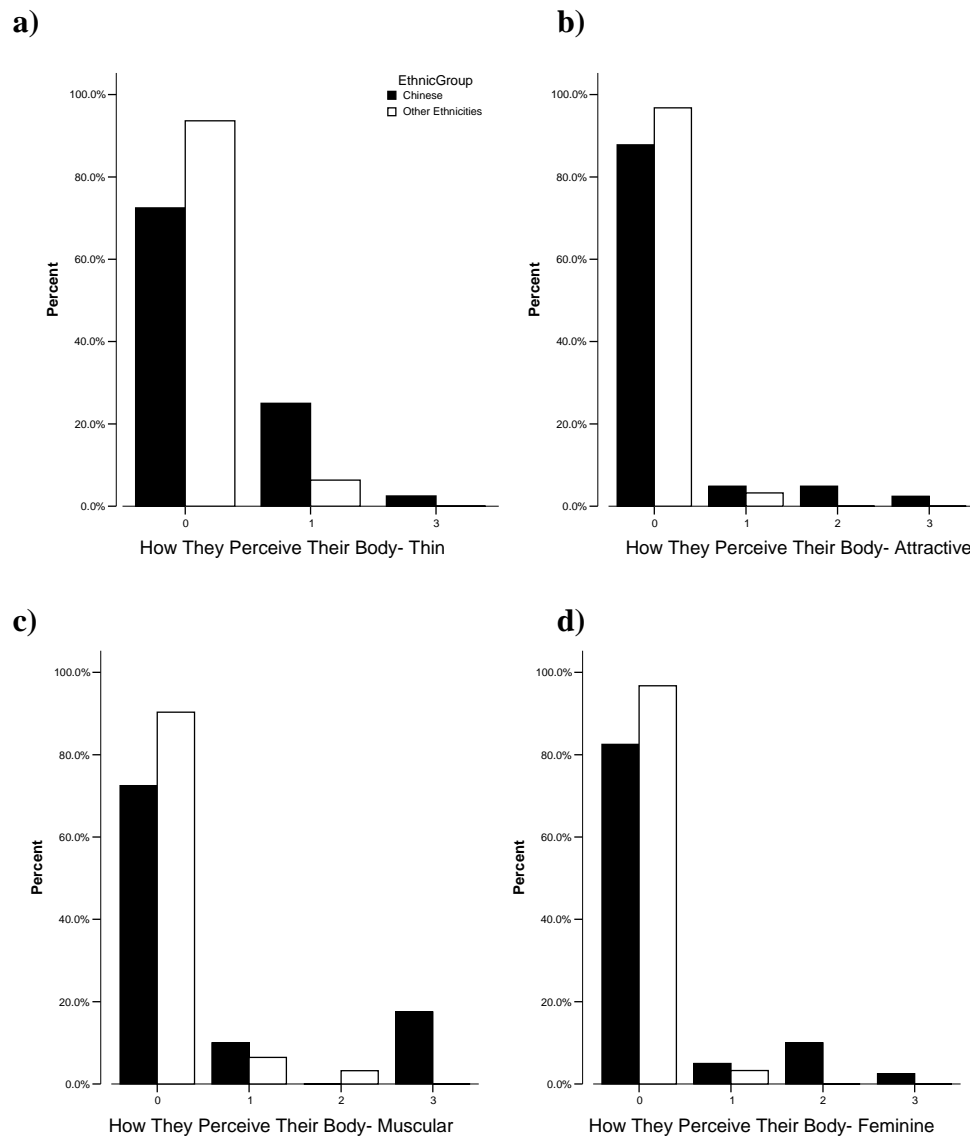 a)
EthnicGroup
Chinese
Other Ethnicities
Percent
100.0%
80.0%
60.0%
40.0%
20.0%
0.0%
0 1 3
How They Perceive Their Body- Thin
b)
Percent
100.0%
80.0%
60.0%
40.0%
20.0%
0.0%
0 1 2 3
How They Perceive Their Body- Attractive
c)
Percent
100.0%
80.0%
60.0%
40.0%
20.0%
0.0%
0 1 2 3
How They Perceive Their Body- Muscular
d)
Percent
100.0%
80.0%
60.0%
40.0%
20.0%
0.0%
0 1 2 3
How They Perceive Their Body- Feminine